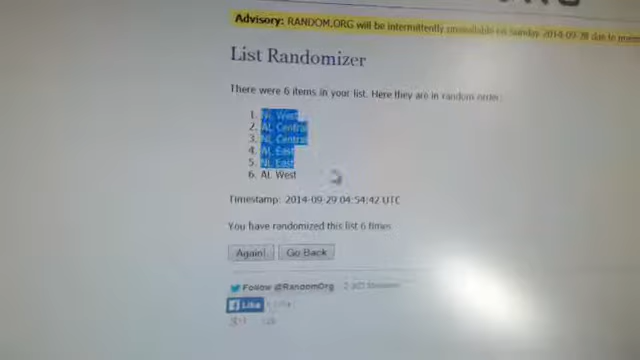 Advisory: RANDOM.ORG will be intermittently unavailable on Sunday 2014-09-28 due to
List Randomizer
There were 6 items in your list. Here they are in random order:
1. NL West
2. AL Central
3. NL Central
4. AL East
5. NL East
6. AL West
Timestamp: 2014-09-29 04:54:42 UTC
You have randomized this list 6 times.
Again! Go Back
Follow @RandomOrg
Like